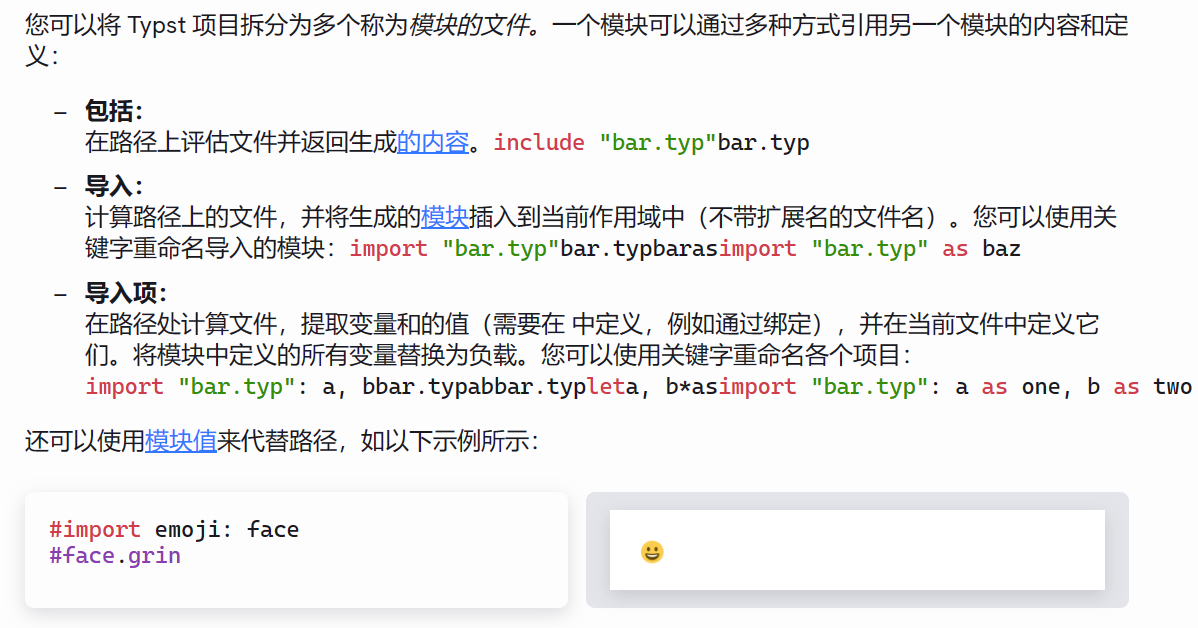 您可以将 Typst 项目拆分为多个称为模块的文件。一个模块可以通过多种方式引用另一个模块的内容和定
义：
– 包括：
在路径上评估文件并返回生成的内容。include "bar.typ"bar.typ
– 导入：
计算路径上的文件，并将生成的模块插入到当前作用域中（不带扩展名的文件名）。您可以使用关
键字重命名导入的模块：import "bar.typ"bar.typbarasimport "bar.typ" as baz
– 导入项：
在路径处计算文件，提取变量和的值（需要在 中定义，例如通过绑定），并在当前文件中定义它
们。将模块中定义的所有变量替换为负载。您可以使用关键字重命名各个项目：
import "bar.typ": a, bbar.typabbar.typleta, b*asimport "bar.typ": a as one, b as two
还可以使用模块值来代替路径，如以下示例所示：
#import emoji: face
#face.grin